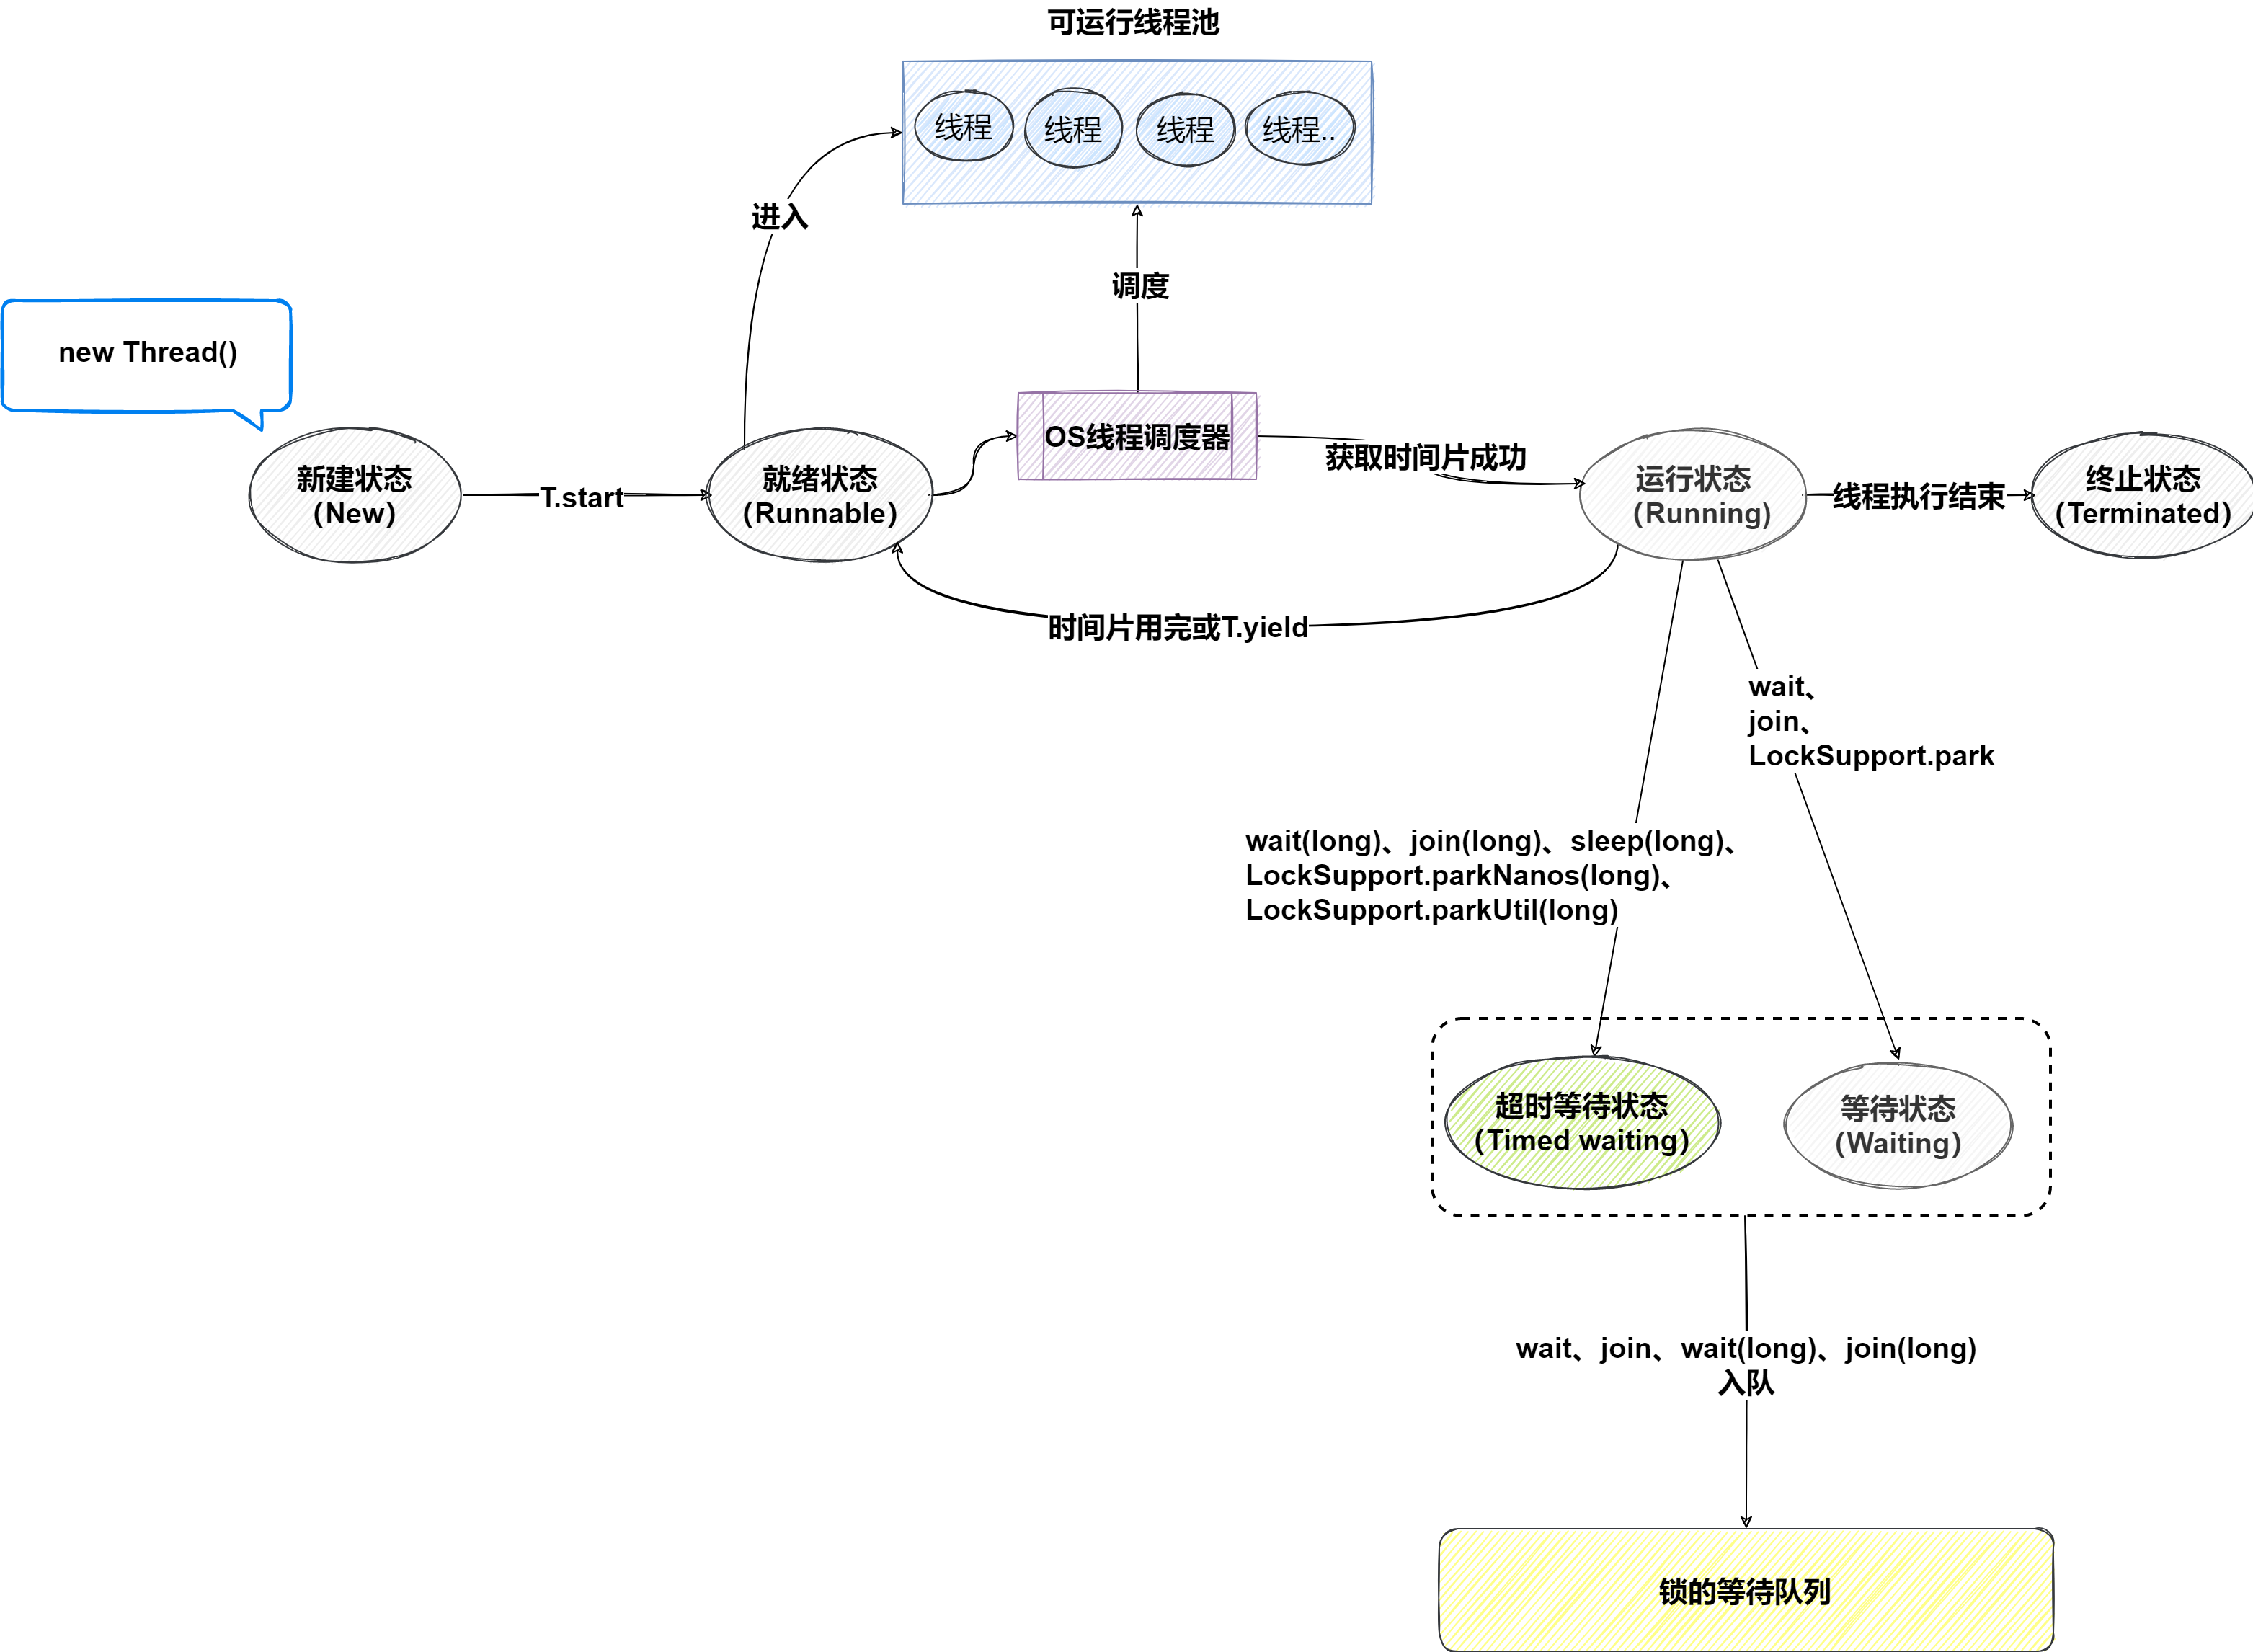 可运行线程池
线程
线程
线程
线程..
进入
调度
new Thread()
新建状态
（New）
T.start
就绪状态
（Runnable）
OS线程调度器
获取时间片成功
运行状态
（Running)
线程执行结束
终止状态
（Terminated）
时间片用完或T.yield
wait、
join、
LockSupport.park
wait(long)、join(long)、sleep(long)、
LockSupport.parkNanos(long)、
LockSupport.parkUtil(long)
超时等待状态
（Timed waiting）
等待状态
（Waiting）
wait、join、wait(long)、join(long)
入队
锁的等待队列